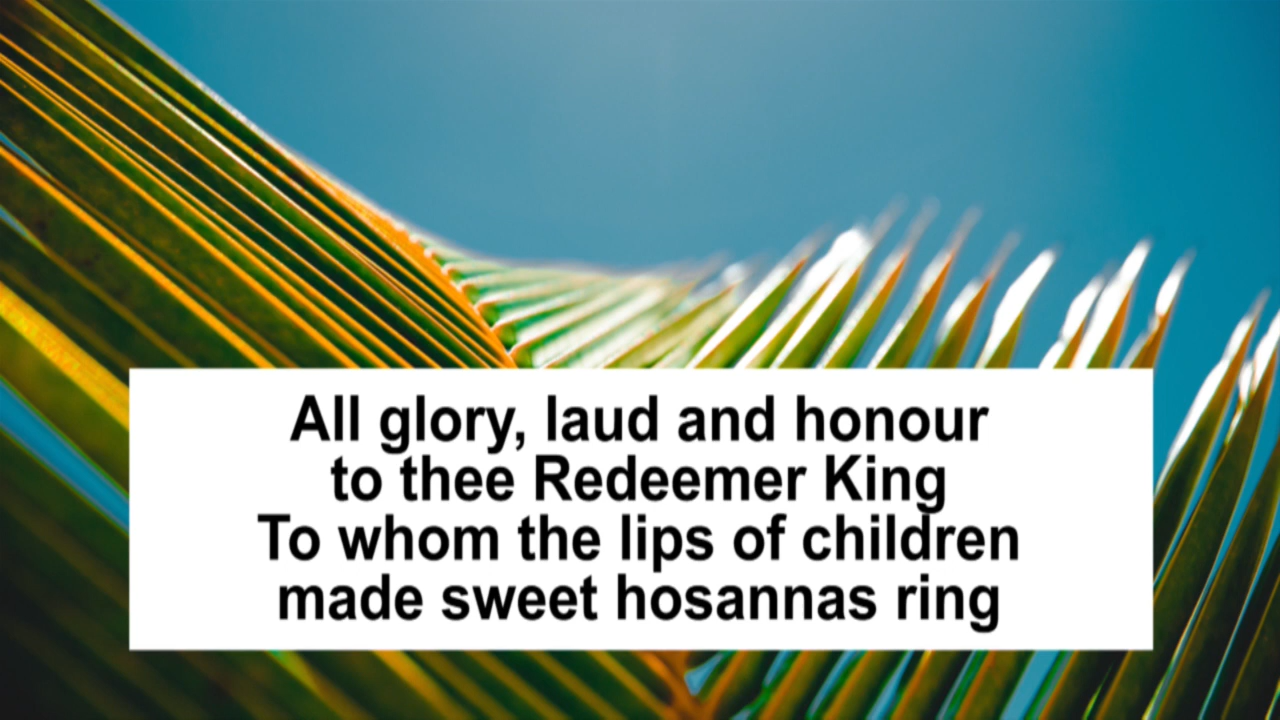 All glory, laud and honour
to thee Redeemer King
To whom the lips of children
made sweet hosannas ring